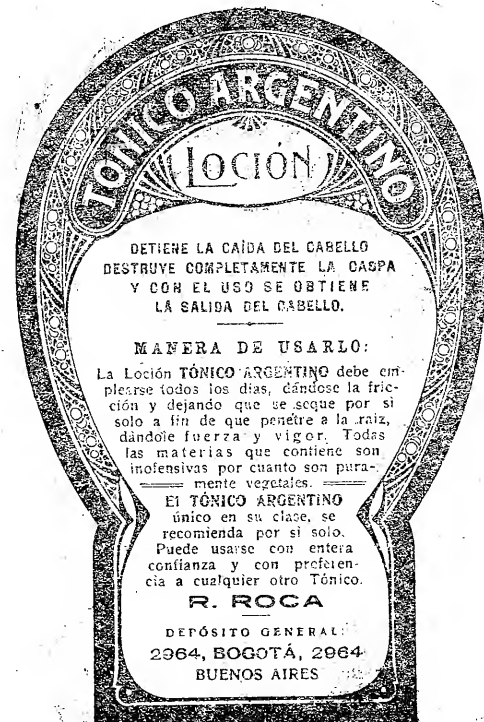 TÓNICO ARGENTINO
LOCIÓN
DETIENE LA CAÍDA DEL CABELLO
DESTRUYE COMPLETAMENTE LA CASPA
Y CON EL USO SE OBTIENE
LA SALIDA DEL CABELLO.
MANERA DE USARLO:
La Loción TÓNICO ARGENTINO debe em-
plearse todos los dias, dándose la fric-
ción y dejando que se seque por si
solo a fin de que penetre a la raiz,
dándole fuerza y vigor. Todas
las materias que contiene son
inofensivas por cuanto son pura-
mente vegetales.
El TÓNICO ARGENTINO
único en su clase, se
recomienda por si solo.
Puede usarse con entera
confianza y con preferen-
cia a cualquier otro Tónico.
R. ROCA
DEPÓSITO GENERAL:
2964, BOGOTÁ, 2964
BUENOS AIRES